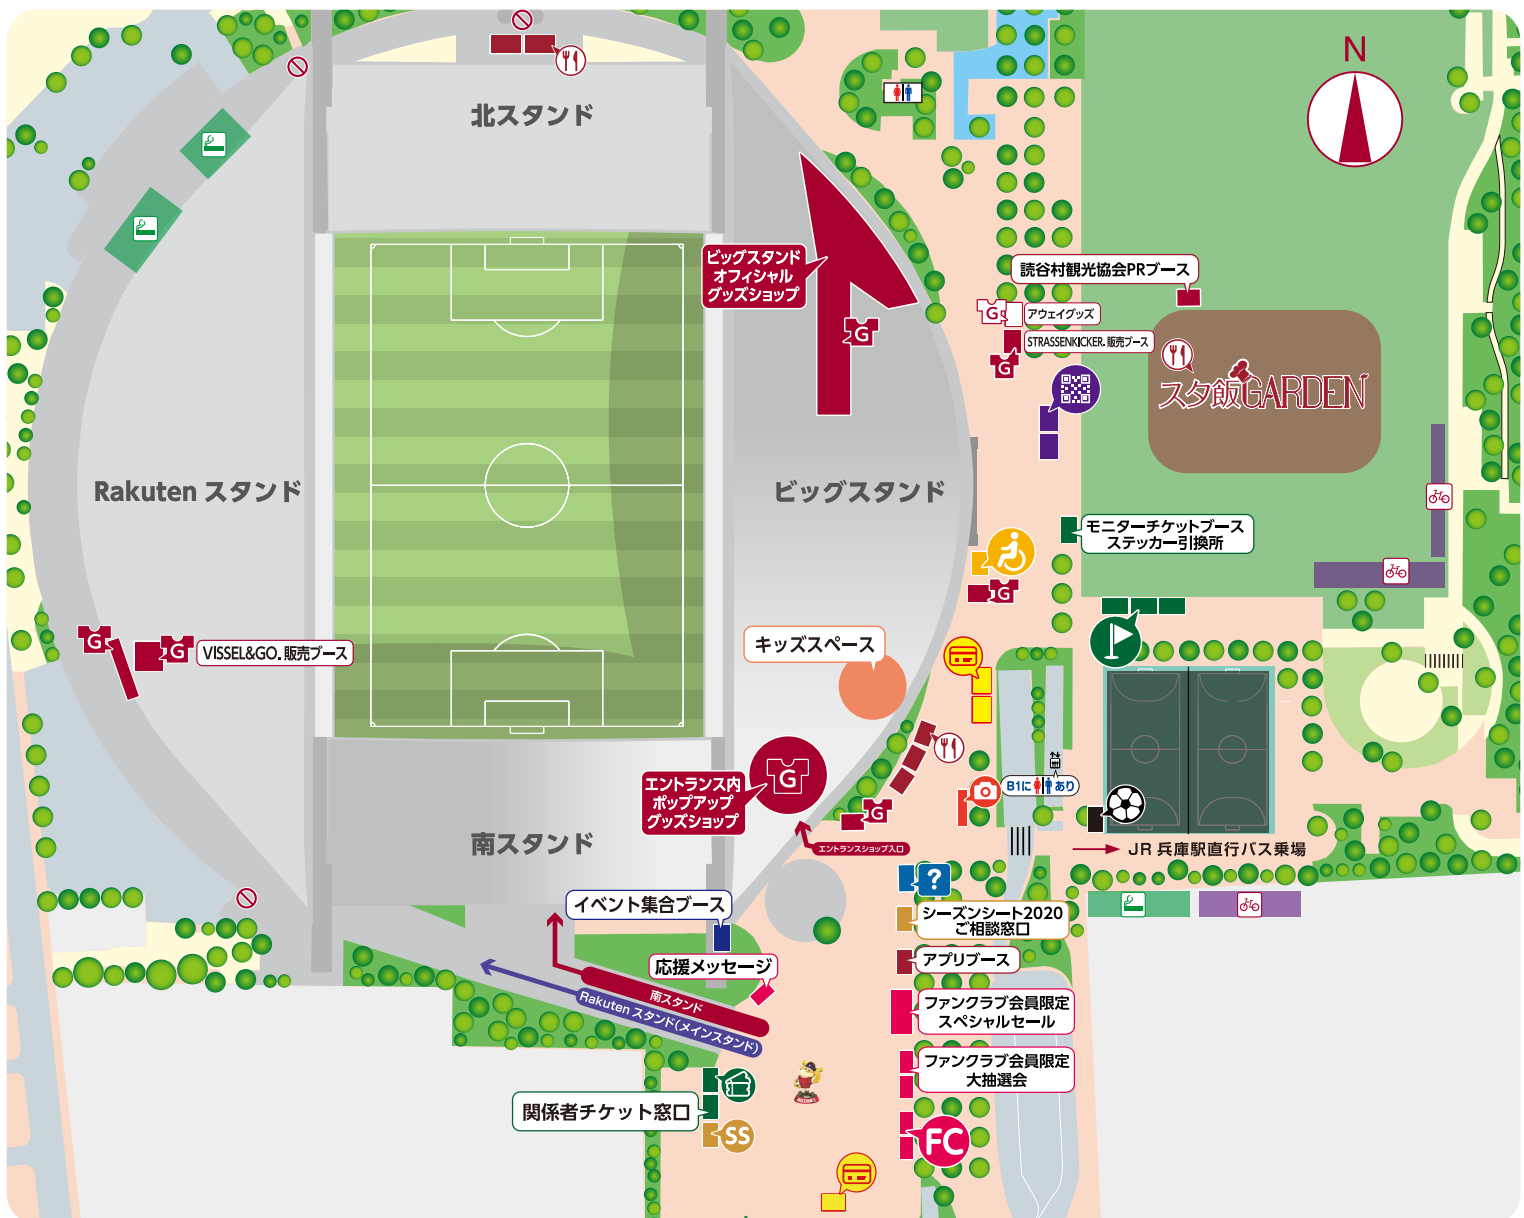 N
北スタンド
ビッグスタンド
オフィシャル
グッズショップ
G
読谷村観光協会PRブース
G
アウェイグッズ
STRASSENKICKER. 販売ブース
G
スタ飯GARDEN
Rakuten スタンド
ビッグスタンド
モニターチケットブース
ステッカー引換所
G
G
G
VISSEL&GO. 販売ブース
キッズスペース
エントランス内
ポップアップ
グッズショップ
G
G
B1に
あり
南スタンド
エントランスショップ入口
JR 兵庫駅直行バス乗場
?
イベント集合ブース
シーズンシート2020
ご相談窓口
応援メッセージ
アプリブース
南スタンド
Rakuten スタンド(メインスタンド)
ファンクラブ会員限定
スペシャルセール
ファンクラブ会員限定
大抽選会
関係者チケット窓口
SS
FC